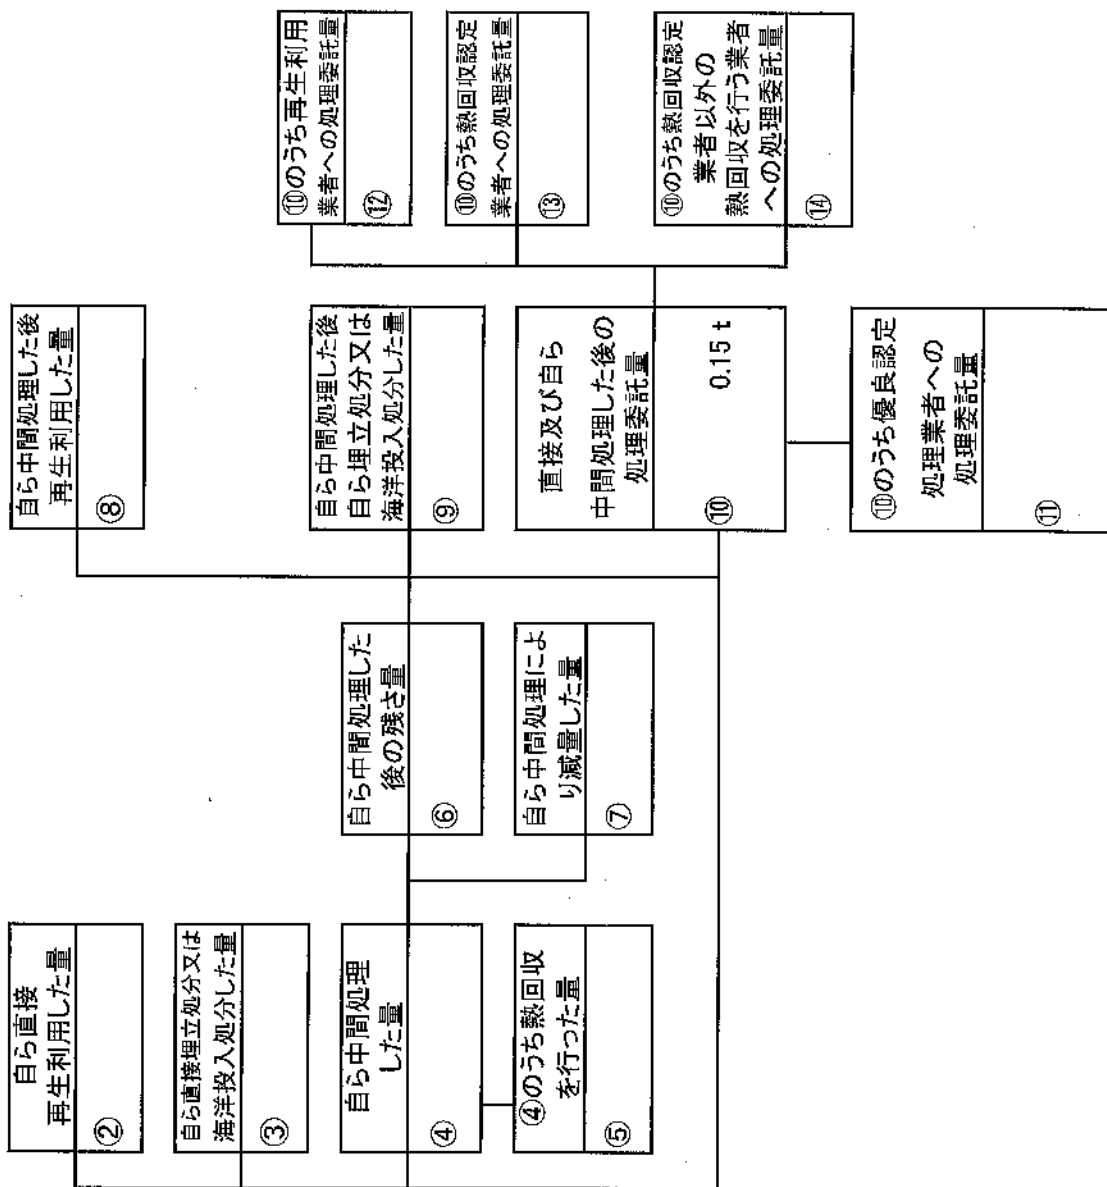 自ら直接
再生利用した量
②
自ら直接埋立処分又は
海洋投入処分した量
③
自ら中間処理
した量
④
④のうち熱回収
を行った量
⑤
自ら中間処理した
後の残さ量
⑥
自ら中間処理によ
り減量した量
⑦
自ら中間処理した後
再生利用した量
⑧
自ら中間処理した後
自ら埋立処分又は
海洋投入処分した量
⑨
直接及び自ら
中間処理した後の
処理委託量
⑩
0.15 t
⑩のうち優良認定
処理業者への
処理委託量
⑪
⑩のうち再生利用
業者への処理委託量
⑫
⑩のうち熱回収認定
業者への処理委託量
⑬
⑩のうち熱回収認定
業者以外の
熱回収を行う業者
への処理委託量
⑭